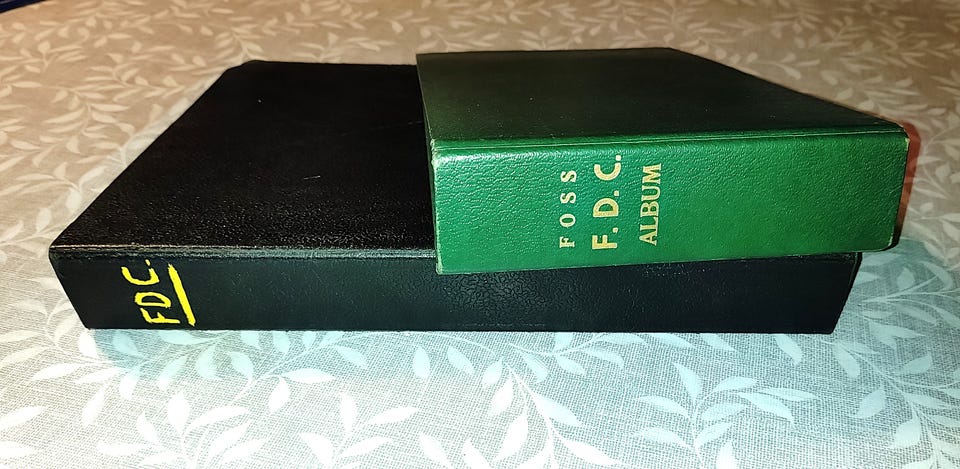 FDC.
FOSS
F. D. C.
ALBUM